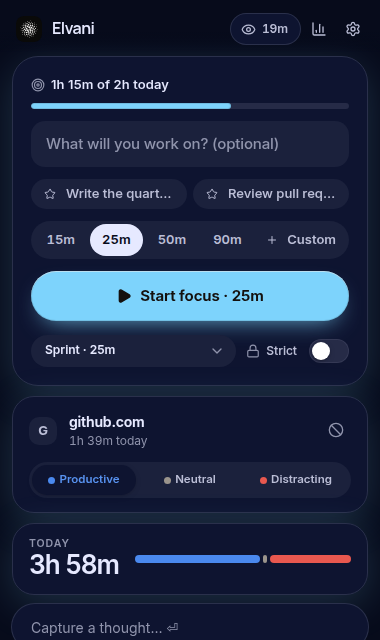 Elvani
19m
1h 15m of 2h today
What will you work on? (optional)
Write the quart...
Review pull req...
15m
25m
50m
90m
+ Custom
Start focus · 25m
Sprint · 25m
Strict
G
github.com
1h 39m today
Productive
Neutral
Distracting
TODAY
3h 58m
Capture a thought... ⏎